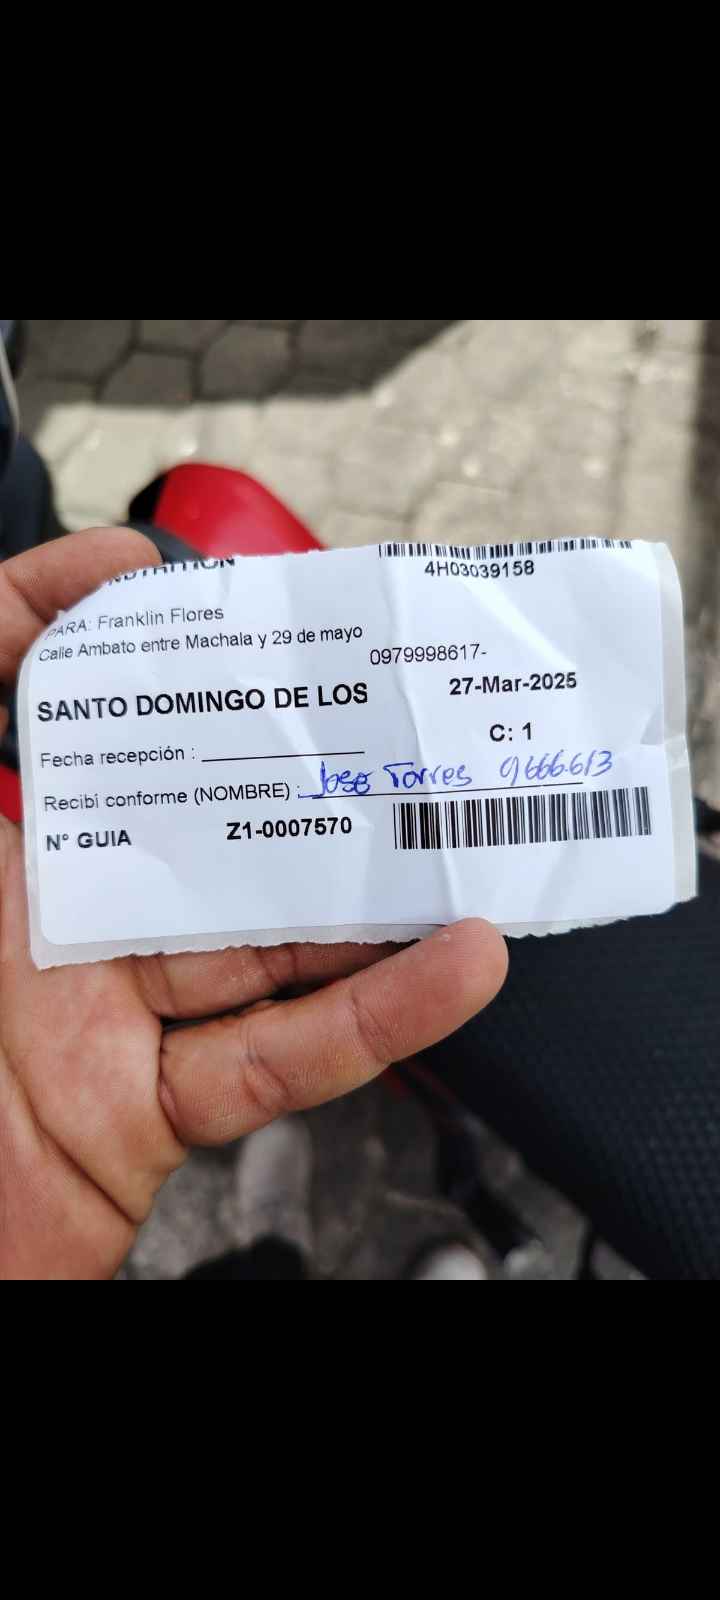 4H03039158
PARA: Franklin Flores
Calle Ambato entre Machala y 29 de mayo
0979998617-
SANTO DOMINGO DE LOS
27-Mar-2025
C: 1
Fecha recepción :
Recibí conforme (NOMBRE) : Jose Torres
N° GUIA Z1-0007570